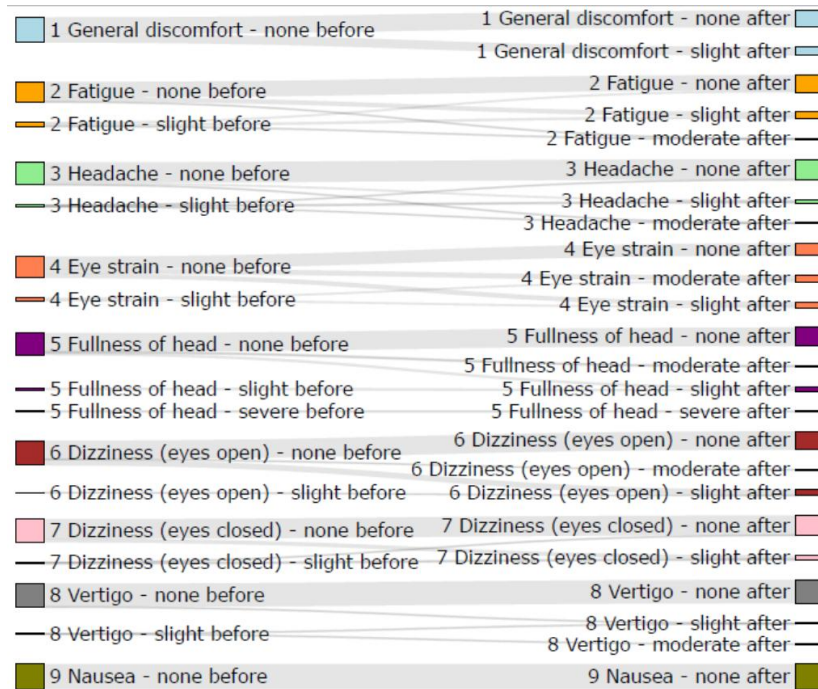 1 General discomfort - none before
1 General discomfort - none after
1 General discomfort - slight after
2 Fatigue - none before
2 Fatigue - none after
2 Fatigue - slight before
2 Fatigue - slight after
2 Fatigue - moderate after
3 Headache - none before
3 Headache - none after
3 Headache - slight before
3 Headache - slight after
3 Headache - moderate after
4 Eye strain - none before
4 Eye strain - none after
4 Eye strain - moderate after
4 Eye strain - slight before
4 Eye strain - slight after
5 Fullness of head - none before
5 Fullness of head - none after
5 Fullness of head - moderate after
5 Fullness of head - slight before
5 Fullness of head - slight after
5 Fullness of head - severe before
5 Fullness of head - severe after
6 Dizziness (eyes open) - none before
6 Dizziness (eyes open) - none after
6 Dizziness (eyes open) - moderate after
6 Dizziness (eyes open) - slight before
6 Dizziness (eyes open) - slight after
7 Dizziness (eyes closed) - none before
7 Dizziness (eyes closed) - none after
7 Dizziness (eyes closed) - slight before
7 Dizziness (eyes closed) - slight after
8 Vertigo - none before
8 Vertigo - none after
8 Vertigo - slight before
8 Vertigo - slight after
8 Vertigo - moderate after
9 Nausea - none before
9 Nausea - none after